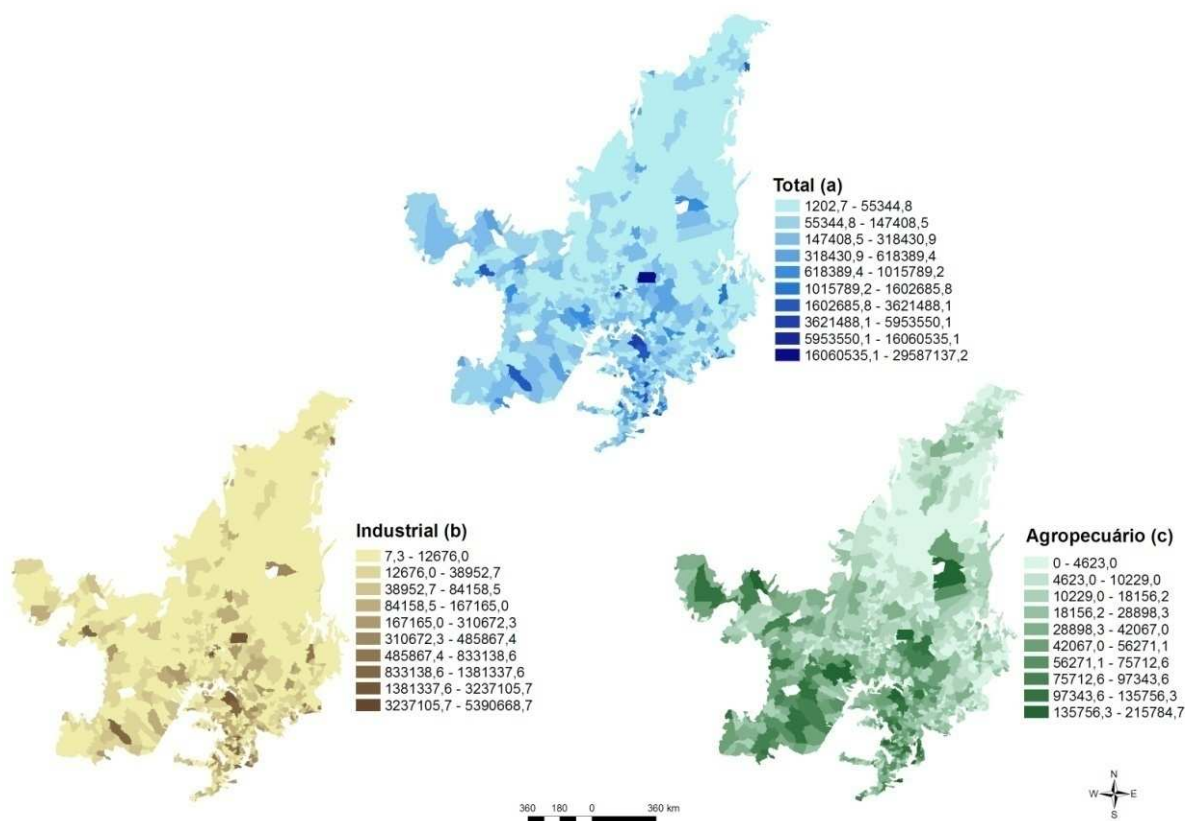 Total (a)
1202,7 - 55344,8
55344,8 - 147408,5
147408,5 - 318430,9
318430,9 - 618389,4
618389,4 - 1015789,2
1015789,2 - 1602685,8
1602685,8 - 3621488,1
3621488,1 - 5953550,1
5953550,1 - 16060535,1
16060535,1 - 29587137,2
Industrial (b)
7,3 - 12676,0
12676,0 - 38952,7
38952,7 - 84158,5
84158,5 - 167165,0
167165,0 - 310672,3
310672,3 - 485867,4
485867,4 - 833138,6
833138,6 - 1381337,6
1381337,6 - 3237105,7
3237105,7 - 5390668,7
Agropecuário (c)
0 - 4623,0
4623,0 - 10229,0
10229,0 - 18156,2
18156,2 - 28898,3
28898,3 - 42067,0
42067,0 - 56271,1
56271,1 - 75712,6
75712,6 - 97343,6
97343,6 - 135756,3
135756,3 - 215784,7
360 180 0 360 km
N
W E
S